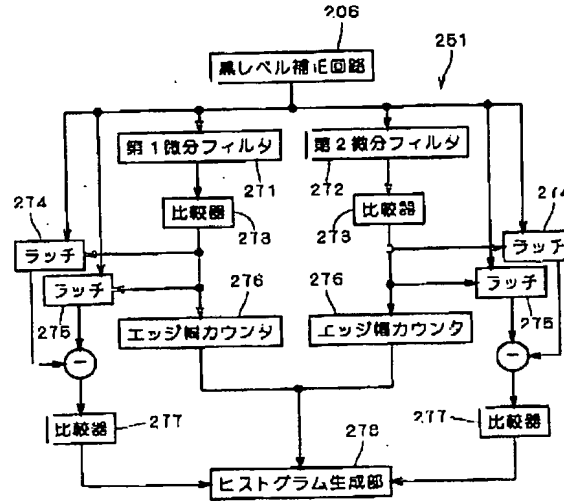 206
黒レベル補正回路
251
第1微分フィルタ
271
第2微分フィルタ
272
比較器
273
比較器
273
274
ラッチ
274
ラッチ
ラッチ
275
ラッチ
275
276
エッジ幅カウンタ
276
エッジ幅カウンタ
−
−
比較器
277
比較器
277
278
ヒストグラム生成部